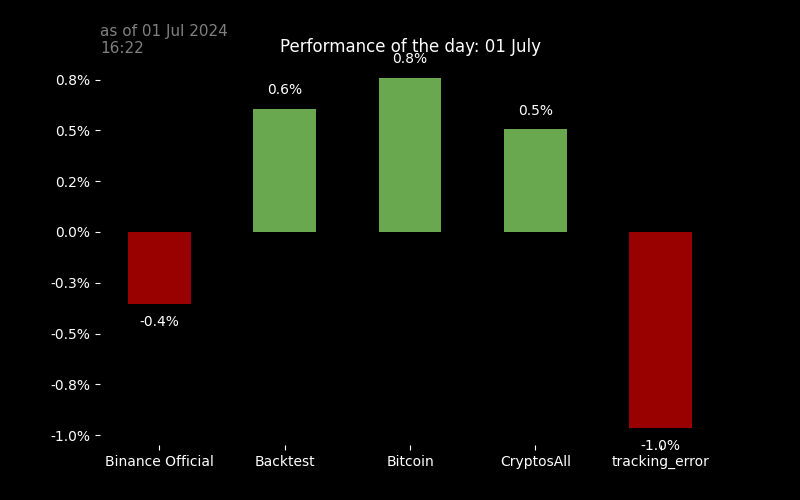 as of 01 Jul 2024
16:22
Performance of the day: 01 July
0.8%
0.8%
0.6%
0.5%
0.5%
0.2%
0.0%
-0.3%
-0.4%
-0.5%
-0.8%
-1.0%
-1.0%
Binance Official
Backtest
Bitcoin
CryptosAll
tracking_error